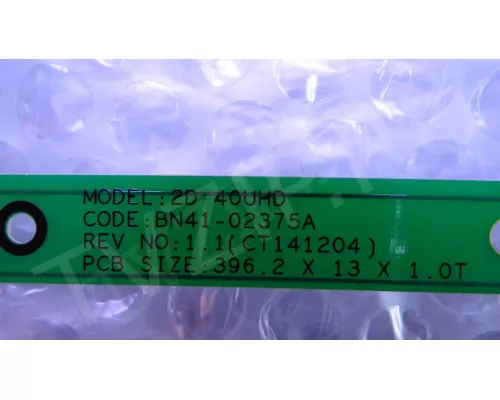 MODEL:2D 40UHD
CODE:BN41-02375A
REV NO:1.1(CT141204)
PCB SIZE:396.2 X 13 X 1.0T